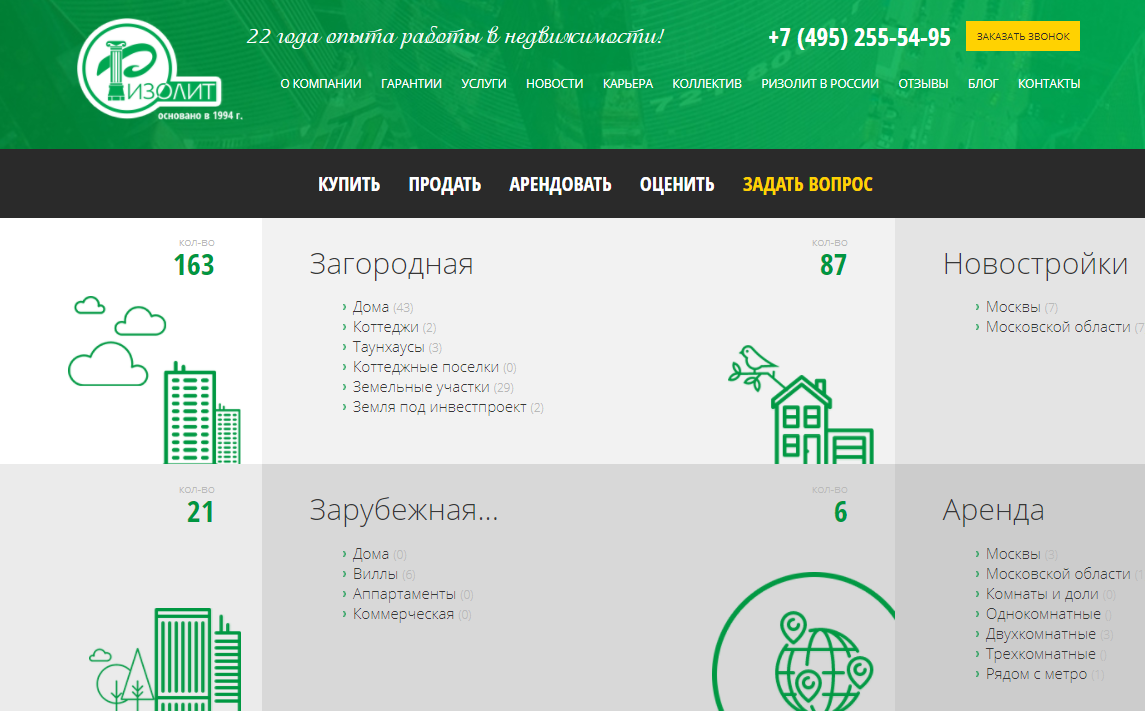 22 года опыта работы в недвижимости!
+7 (495) 255-54-95
ЗАКАЗАТЬ ЗВОНОК
РИЗОЛИТ
основано в 1994 г.
О КОМПАНИИ ГАРАНТИИ УСЛУГИ НОВОСТИ КАРЬЕРА КОЛЛЕКТИВ РИЗОЛИТ В РОССИИ ОТЗЫВЫ БЛОГ КОНТАКТЫ
КУПИТЬ ПРОДАТЬ АРЕНДОВАТЬ ОЦЕНИТЬ ЗАДАТЬ ВОПРОС
КОЛ-ВО
163
Загородная
КОЛ-ВО
87
› Дома (43)
› Коттеджи (2)
› Таунхаусы (3)
› Коттеджные поселки (0)
› Земельные участки (29)
› Земля под инвестпроект (2)
Новостройки
› Москвы (7)
› Московской области (7
КОЛ-ВО
21
Зарубежная...
КОЛ-ВО
6
› Дома (0)
› Виллы (6)
› Аппартаменты (0)
› Коммерческая (0)
Аренда
› Москвы (3)
› Московской области (1
› Комнаты и доли (0)
› Однокомнатные ()
› Двухкомнатные (3)
› Трехкомнатные ()
› Рядом с метро (1)